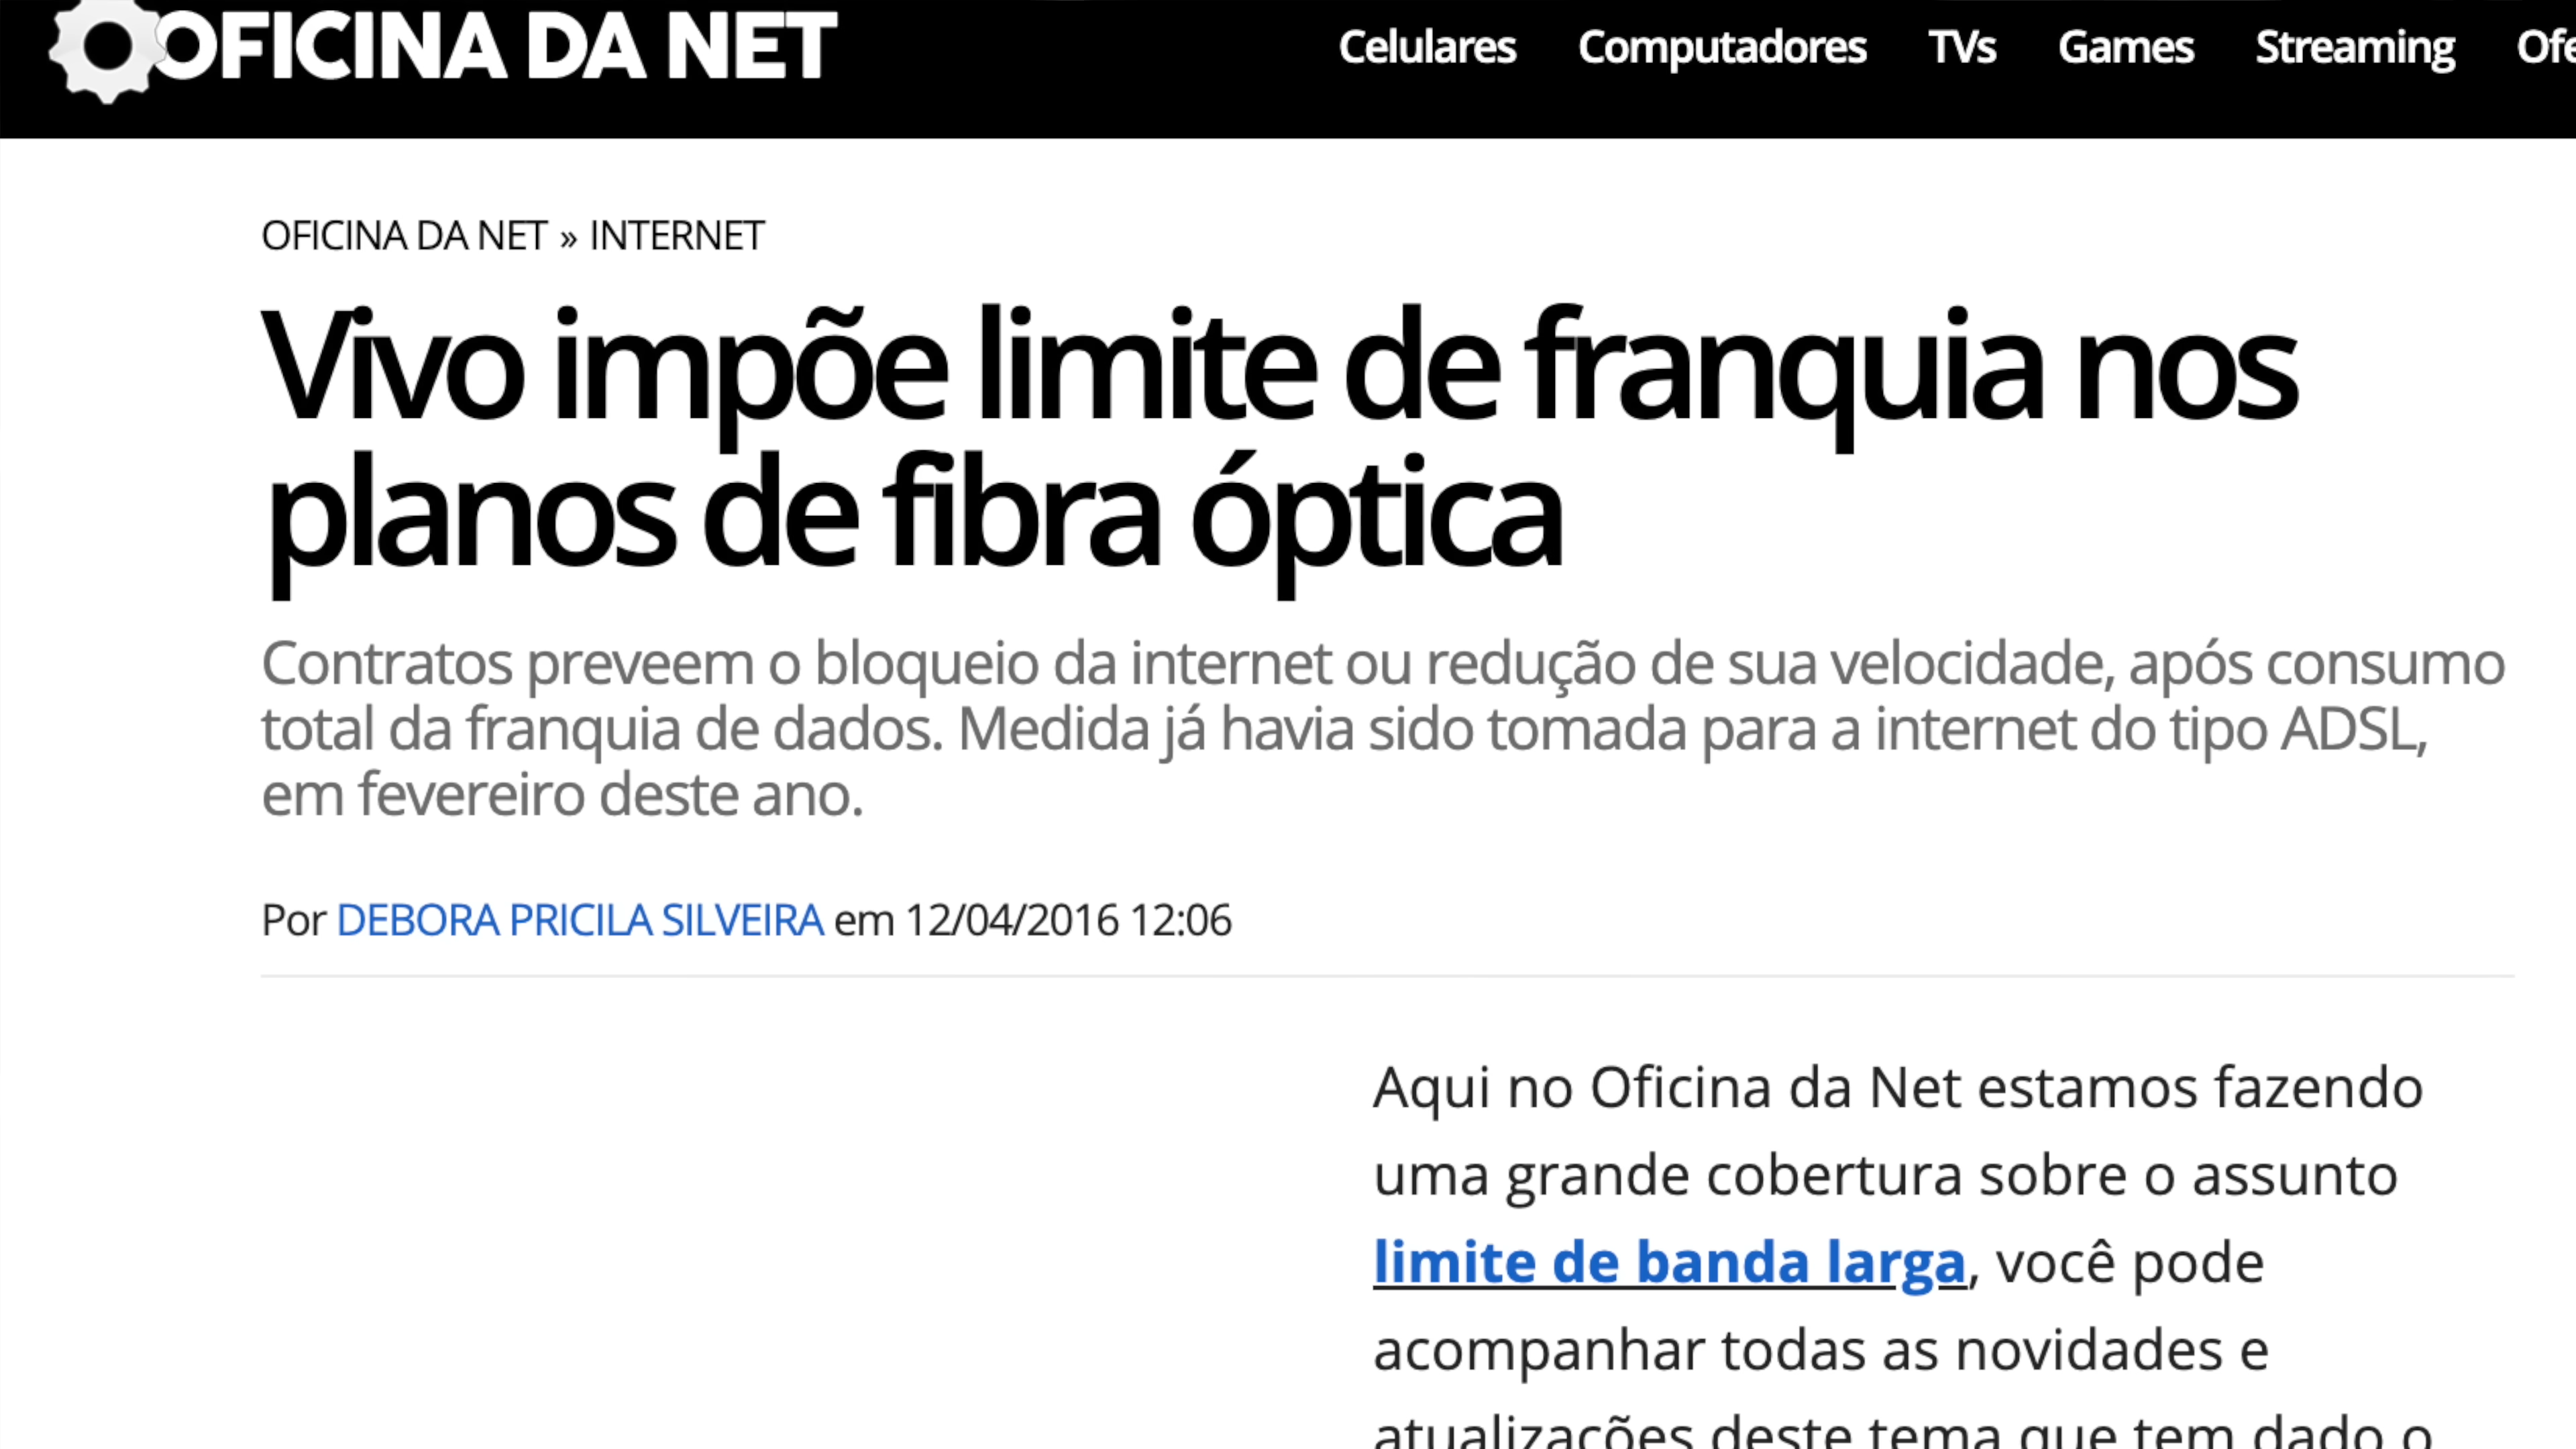 OFICINA DA NET
Celulares Computadores TVs Games Streaming
OFICINA DA NET » INTERNET
Vivo impõe limite de franquia nos
planos de fibra óptica
Contratos preveem o bloqueio da internet ou redução de sua velocidade, após consumo
total da franquia de dados. Medida já havia sido tomada para a internet do tipo ADSL,
em fevereiro deste ano.
Por DEBORA PRICILA SILVEIRA em 12/04/2016 12:06
Aqui no Oficina da Net estamos fazendo
uma grande cobertura sobre o assunto
limite de banda larga, você pode
acompanhar todas as novidades e
atualizações deste tema que tem dado o